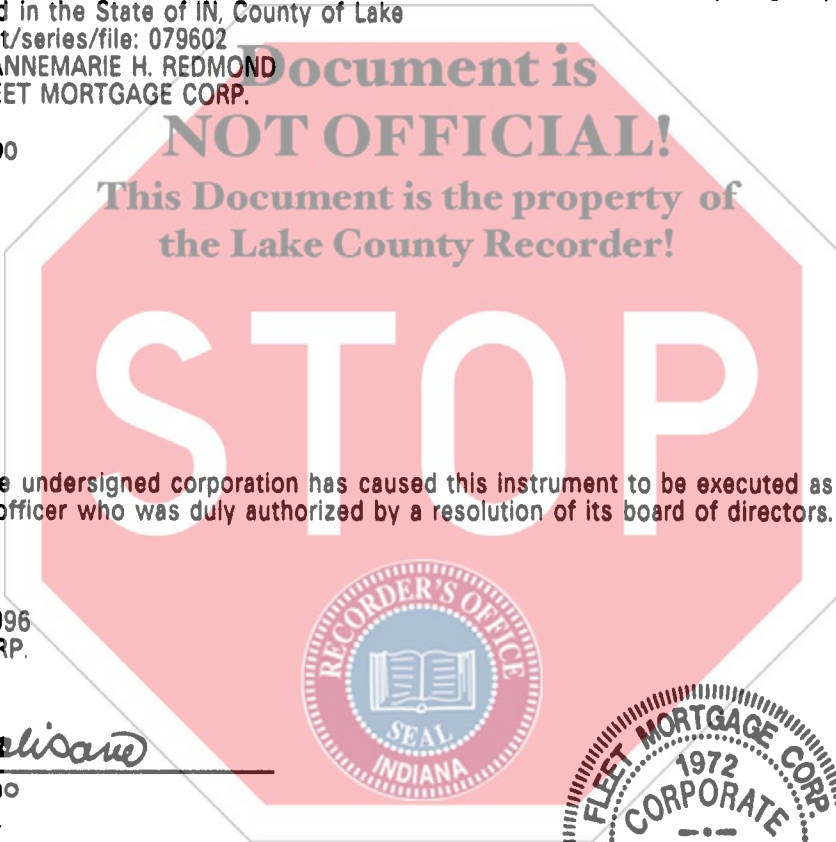 d in the State of IN, County of Lake
t/series/file: 079602
ANNEMARIE H. REDMOND
EET MORTGAGE CORP.
Document is
NOT OFFICIAL!
This Document is the property of
the Lake County Recorder!
STOP
e undersigned corporation has caused this instrument to be executed as
officer who was duly authorized by a resolution of its board of directors.
96
RP.
RECORDER'S OFFICE
SEAL
INDIANA
FLEET MORTGAGE CORP
1972
CORPORATE